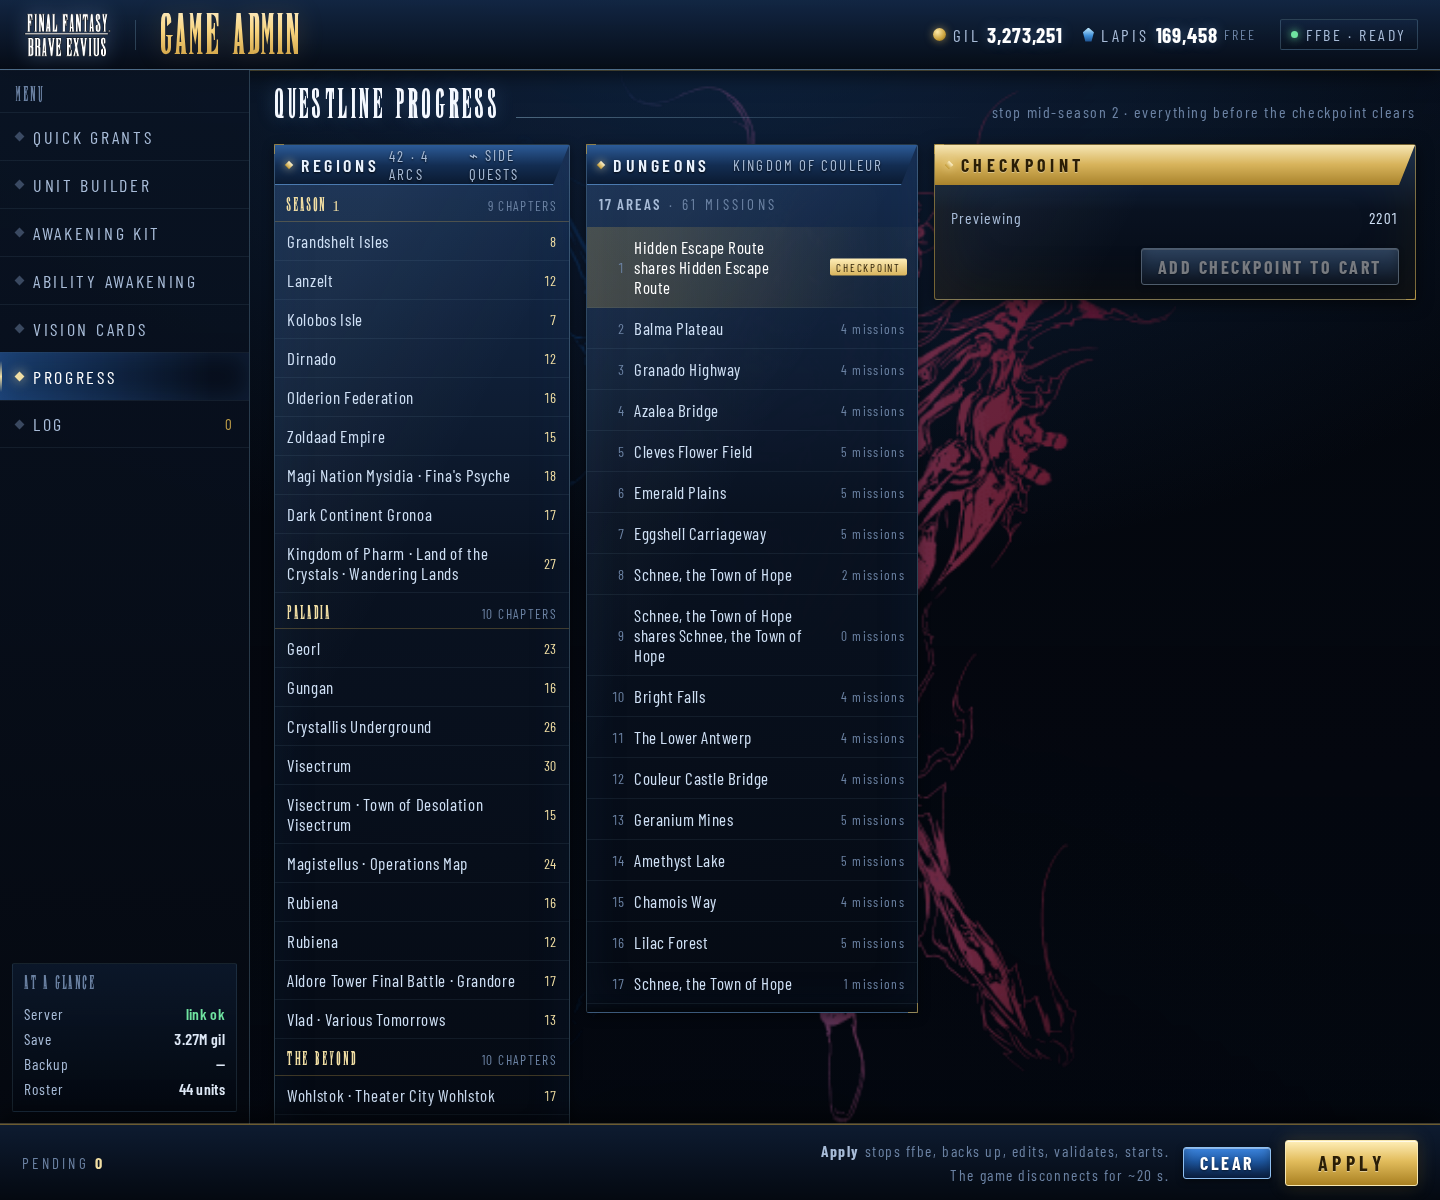 FINAL FANTASY
BRAVE EXVIUS
GAME ADMIN
GIL 3,273,251
LAPIS 169,458 FREE
FFBE · READY
MENU
QUICK GRANTS
UNIT BUILDER
AWAKENING KIT
ABILITY AWAKENING
VISION CARDS
PROGRESS
LOG 0
AT A GLANCE
Server link ok
Save 3.27M gil
Backup —
Roster 44 units
QUESTLINE PROGRESS
stop mid-season 2 · everything before the checkpoint clears
REGIONS
42 · 4
ARCS
⌁ SIDE
QUESTS
SEASON 1 9 CHAPTERS
Grandshelt Isles 8
Lanzelt 12
Kolobos Isle 7
Dirnado 12
Olderion Federation 16
Zoldaad Empire 15
Magi Nation Mysidia · Fina's Psyche 18
Dark Continent Gronoa 17
Kingdom of Pharm · Land of the
Crystals · Wandering Lands 27
PALADIA 10 CHAPTERS
Georl 23
Gungan 16
Crystallis Underground 26
Visectrum 30
Visectrum · Town of Desolation
Visectrum 15
Magistellus · Operations Map 24
Rubiena 16
Rubiena 12
Aldore Tower Final Battle · Grandore 17
Vlad · Various Tomorrows 13
THE BEYOND 10 CHAPTERS
Wohlstok · Theater City Wohlstok 17
DUNGEONS KINGDOM OF COULEUR
17 AREAS · 61 MISSIONS
1 Hidden Escape Route
shares Hidden Escape
Route
CHECKPOINT
2 Balma Plateau 4 missions
3 Granado Highway 4 missions
4 Azalea Bridge 4 missions
5 Cleves Flower Field 5 missions
6 Emerald Plains 5 missions
7 Eggshell Carriageway 5 missions
8 Schnee, the Town of Hope 2 missions
9 Schnee, the Town of Hope
shares Schnee, the Town of
Hope
0 missions
10 Bright Falls 4 missions
11 The Lower Antwerp 4 missions
12 Couleur Castle Bridge 4 missions
13 Geranium Mines 5 missions
14 Amethyst Lake 5 missions
15 Chamois Way 4 missions
16 Lilac Forest 5 missions
17 Schnee, the Town of Hope 1 missions
CHECKPOINT
Previewing 2201
ADD CHECKPOINT TO CART
PENDING 0
Apply stops ffbe, backs up, edits, validates, starts.
The game disconnects for ~20 s.
CLEAR
APPLY